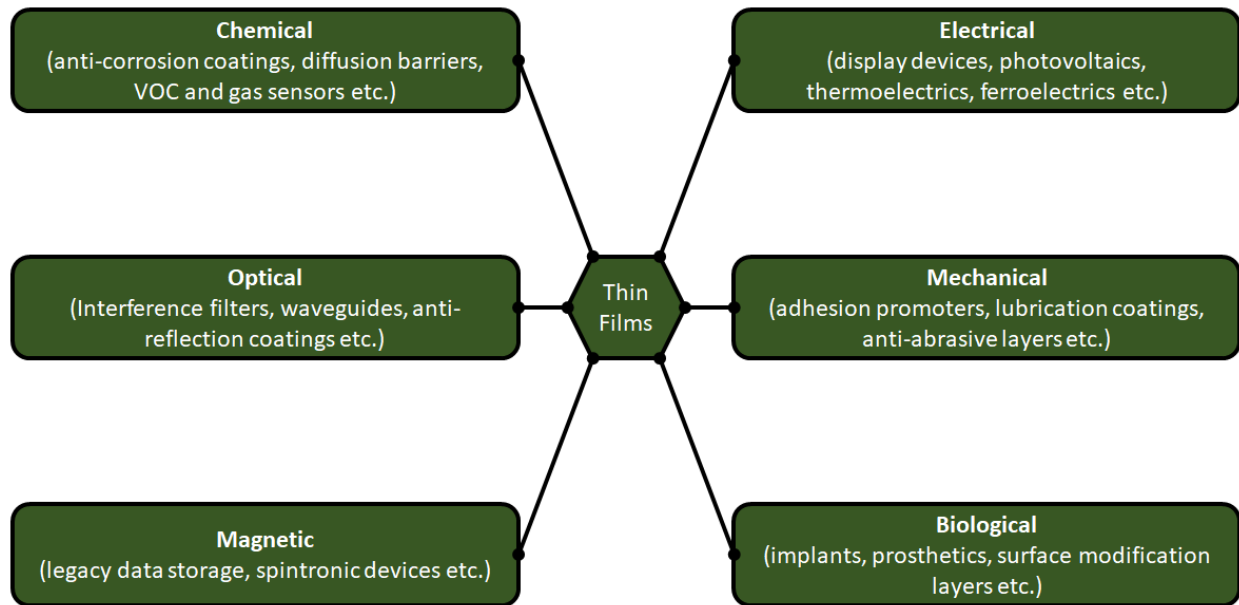 Chemical
(anti-corrosion coatings, diffusion barriers,
VOC and gas sensors etc.)
Electrical
(display devices, photovoltaics,
thermoelectrics, ferroelectrics etc.)
Optical
(Interference filters, waveguides, anti-
reflection coatings etc.)
Thin
Films
Mechanical
(adhesion promoters, lubrication coatings,
anti-abrasive layers etc.)
Magnetic
(legacy data storage, spintronic devices etc.)
Biological
(implants, prosthetics, surface modification
layers etc.)